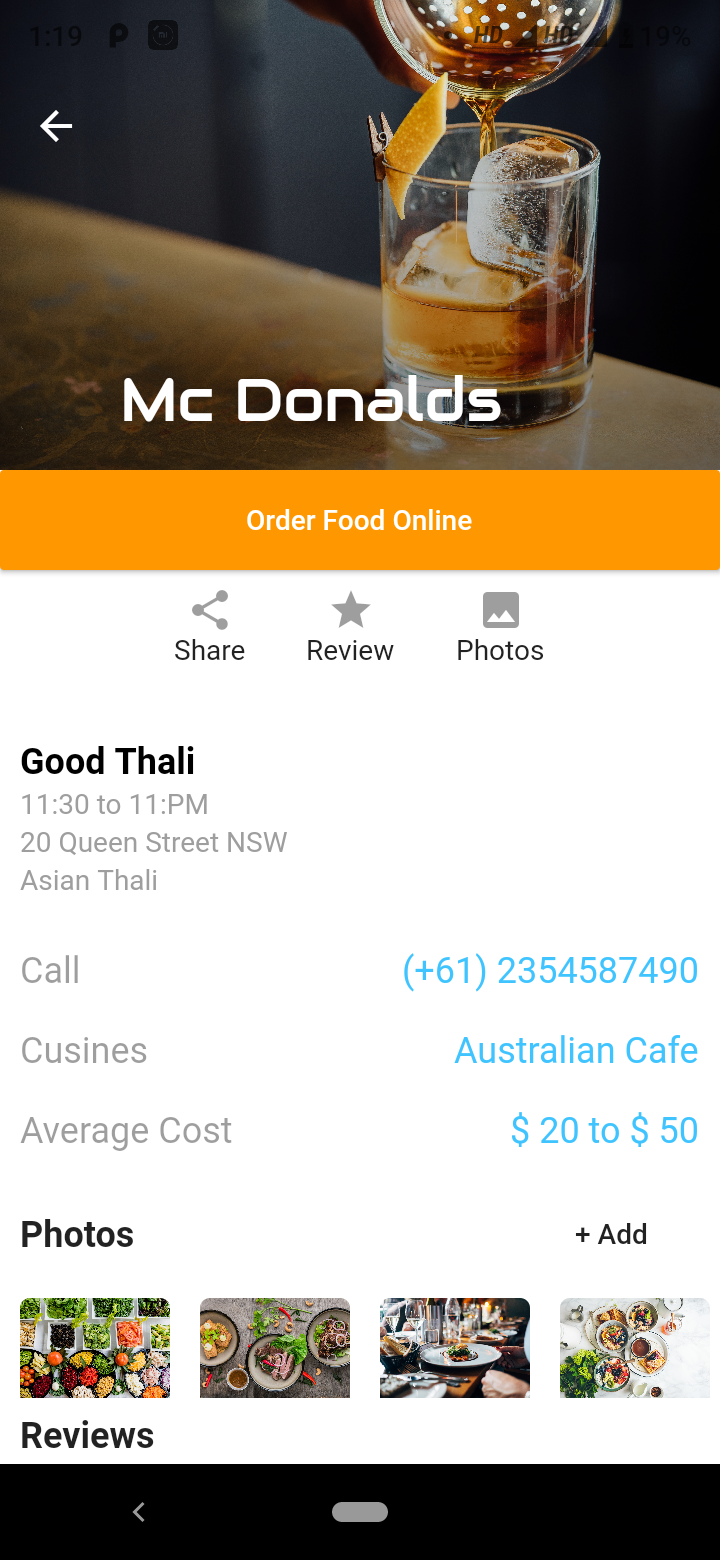 1:19 HD HD 19%
Mc Donalds
Order Food Online
Share Review Photos
Good Thali
11:30 to 11:PM
20 Queen Street NSW
Asian Thali
Call (+61) 2354587490
Cusines Australian Cafe
Average Cost $ 20 to $ 50
Photos + Add
Reviews